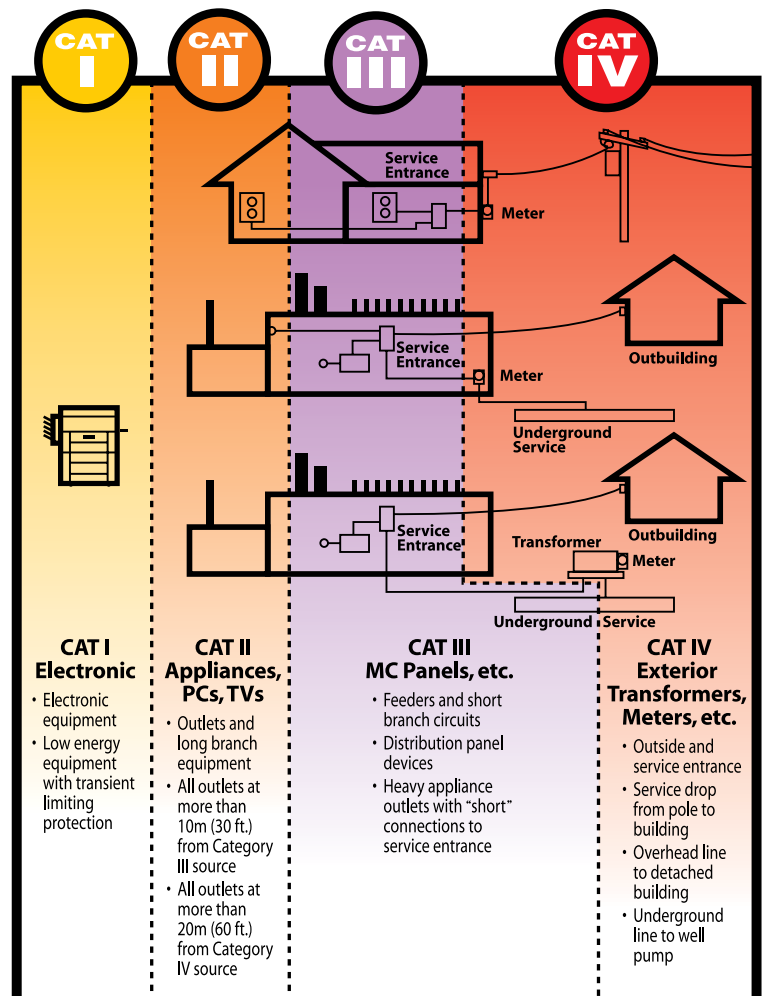 CAT
I
CAT
II
CAT
III
CAT
IV
Service
Entrance
Meter
Service
Entrance
Meter
Outbuilding
Underground
Service
Service
Entrance
Transformer
Meter
Outbuilding
Underground Service
CAT I
Electronic
• Electronic
equipment
• Low energy
equipment
with transient
limiting
protection
CAT II
Appliances,
PCs, TVs
• Outlets and
long branch
equipment
• All outlets at
more than
10m (30 ft.)
from Category
III source
• All outlets at
more than
20m (60 ft.)
from Category
IV source
CAT III
MC Panels, etc.
• Feeders and short
branch circuits
• Distribution panel
devices
• Heavy appliance
outlets with “short”
connections to
service entrance
CAT IV
Exterior
Transformers,
Meters, etc.
• Outside and
service entrance
• Service drop
from pole to
building
• Overhead line
to detached
building
• Underground
line to well
pump